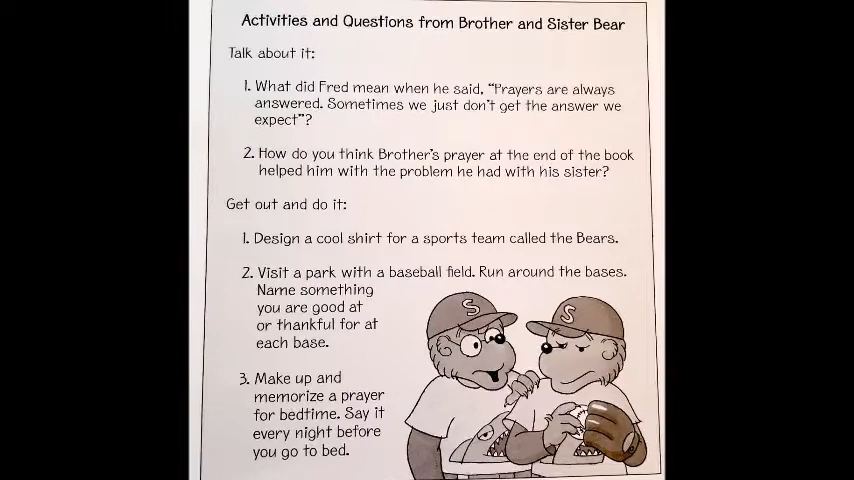 Activities and Questions from Brother and Sister Bear
Talk about it:
1. What did Fred mean when he said, “Prayers are always
answered. Sometimes we just don’t get the answer we
expect”?
2. How do you think Brother’s prayer at the end of the book
helped him with the problem he had with his sister?
Get out and do it:
1. Design a cool shirt for a sports team called the Bears.
2. Visit a park with a baseball field. Run around the bases.
Name something
you are good at
or thankful for at
each base.
3. Make up and
memorize a prayer
for bedtime. Say it
every night before
you go to bed.
S
S